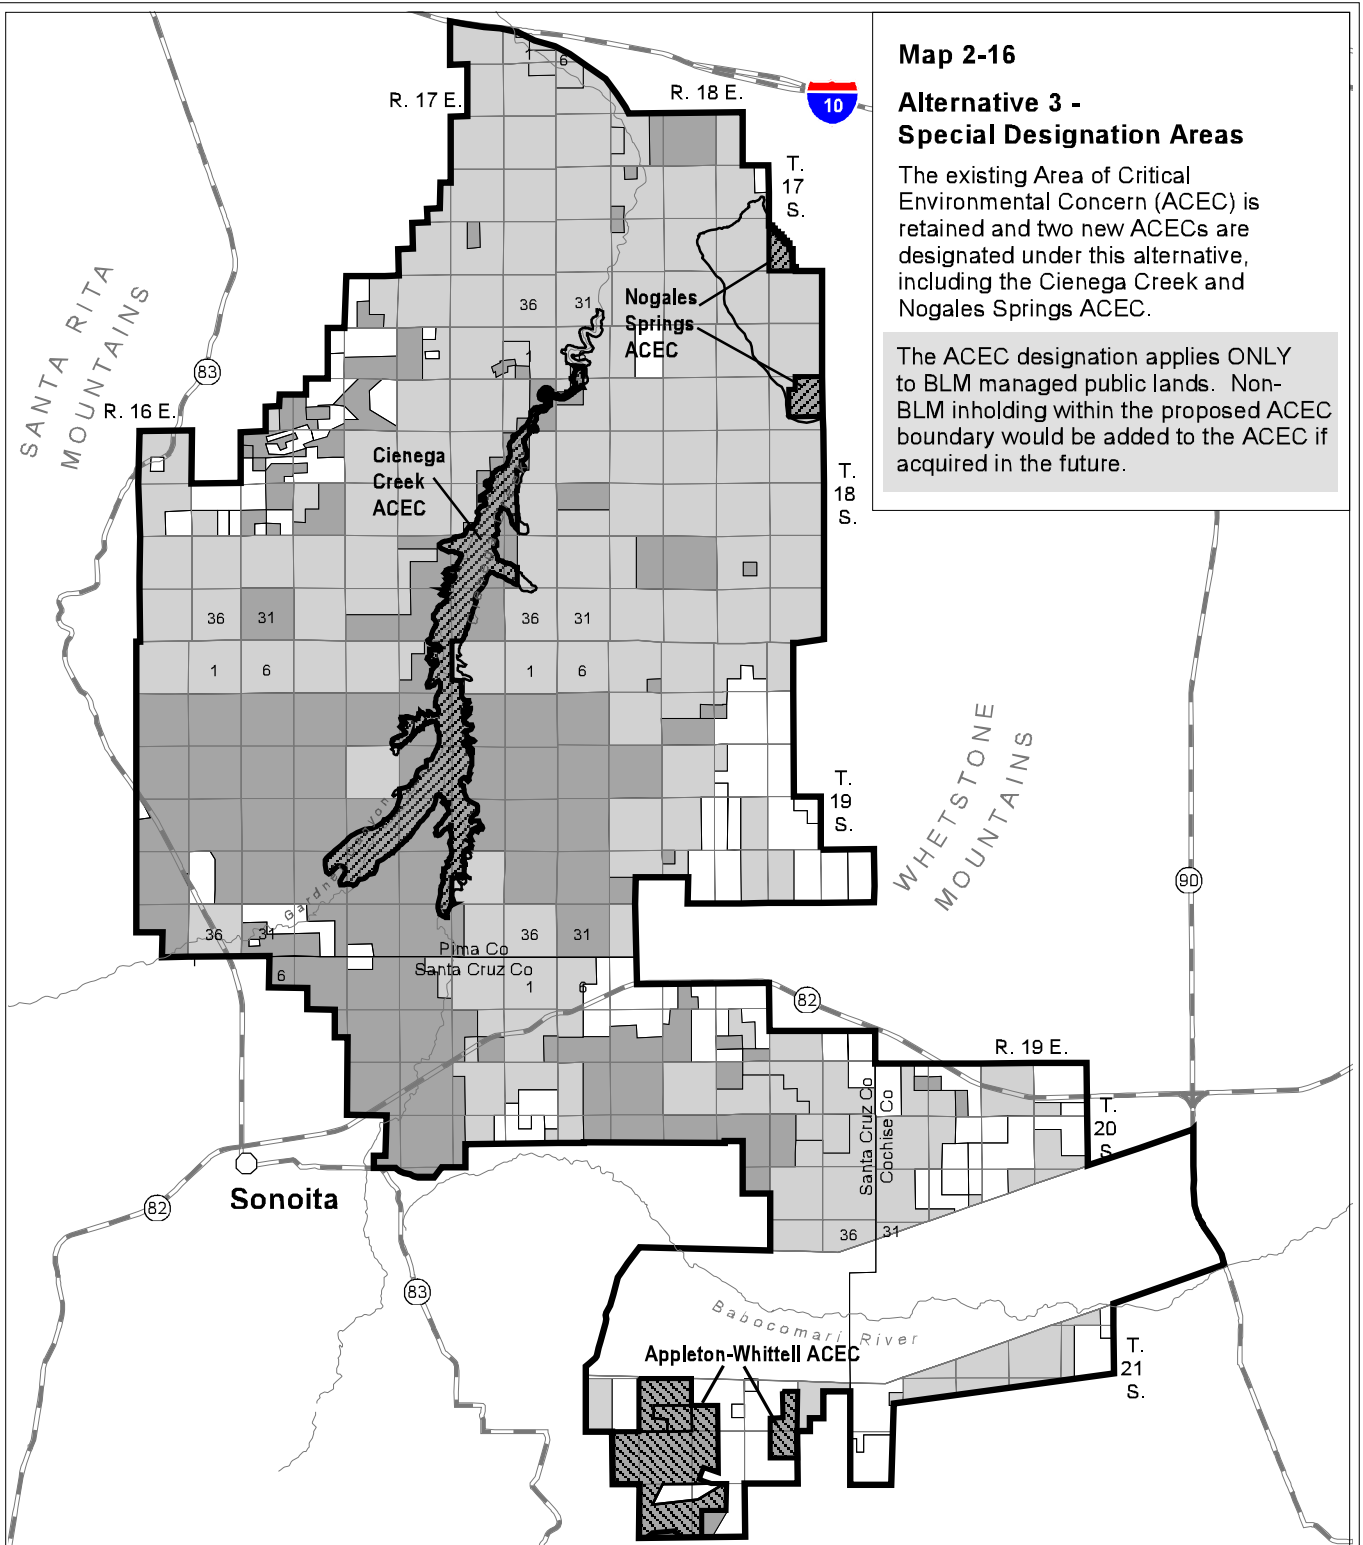 Map 2-16
Alternative 3 -
Special Designation Areas
The existing Area of Critical
Environmental Concern (ACEC) is
retained and two new ACECs are
designated under this alternative,
including the Cienega Creek and
Nogales Springs ACEC.
The ACEC designation applies ONLY
to BLM managed public lands.  Non-
BLM inholding within the proposed ACEC
boundary would be added to the ACEC if
acquired in the future.
6
R. 17 E.
R. 18 E.
10
T.
17
S.
SANTA RITA
MOUNTAINS
36
31
Nogales
Springs
ACEC
1
83
R. 16 E.
Cienega
Creek
ACEC
T.
18
S.
36
31
36
31
1
6
1
6
WHETSTONE
MOUNTAINS
T.
19
S.
90
36
31
36
31
Pima Co
Santa Cruz Co
6
1
6
82
R. 19 E.
Santa Cruz Co
Cochise Co
T.
20
S.
Sonoita
82
36
31
83
Babocomari River
Appleton-Whittell ACEC
T.
21
S.